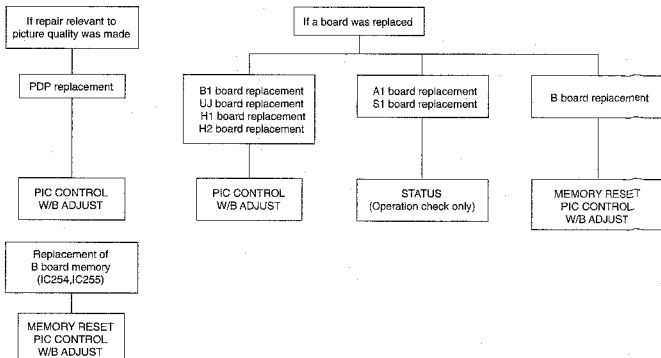 If repair relevant to
picture quality was made
PDP replacement
PIC CONTROL
W/B ADJUST
Replacement of
B board memory
(IC254,IC255)
MEMORY RESET
PIC CONTROL
W/B ADJUST
If a board was replaced
B1 board replacement
UJ board replacement
H1 board replacement
H2 board replacement
PIC CONTROL
W/B ADJUST
A1 board replacement
S1 board replacement
STATUS
(Operation check only)
B board replacement
MEMORY RESET
PIC CONTROL
W/B ADJUST